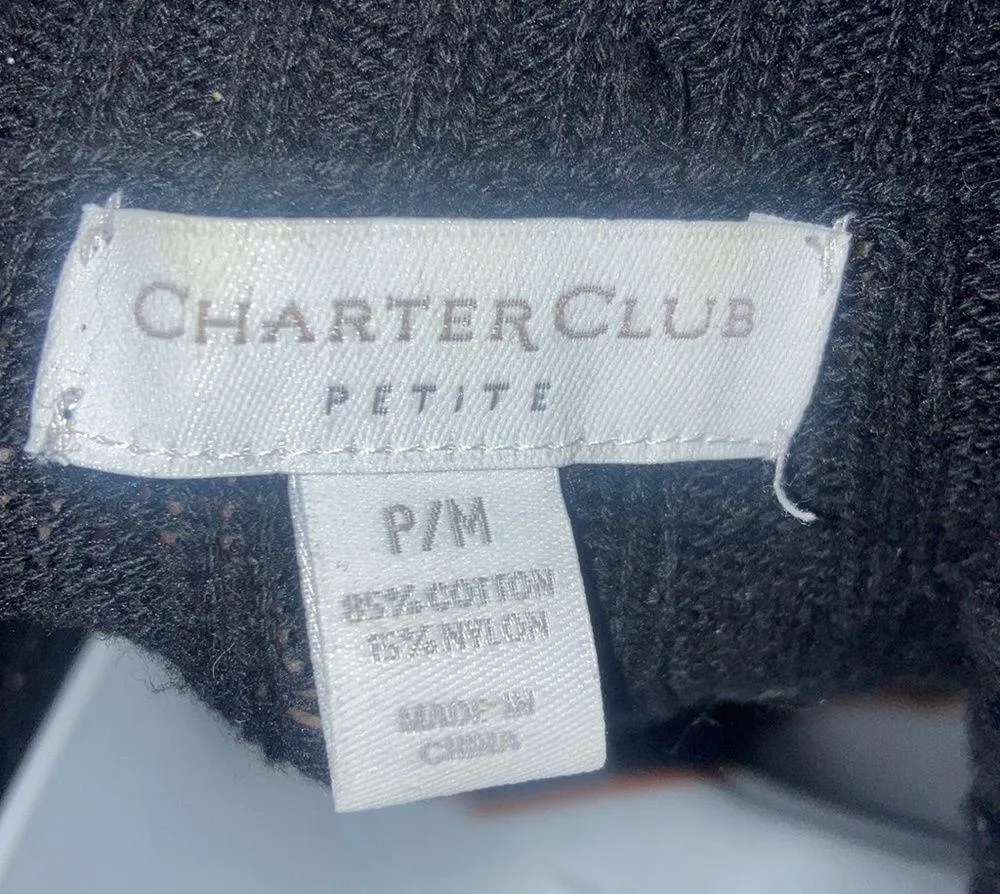 CHARTER CLUB
PETITE
P/M
85% COTTON
15% NYLON
MADE IN
CHINA